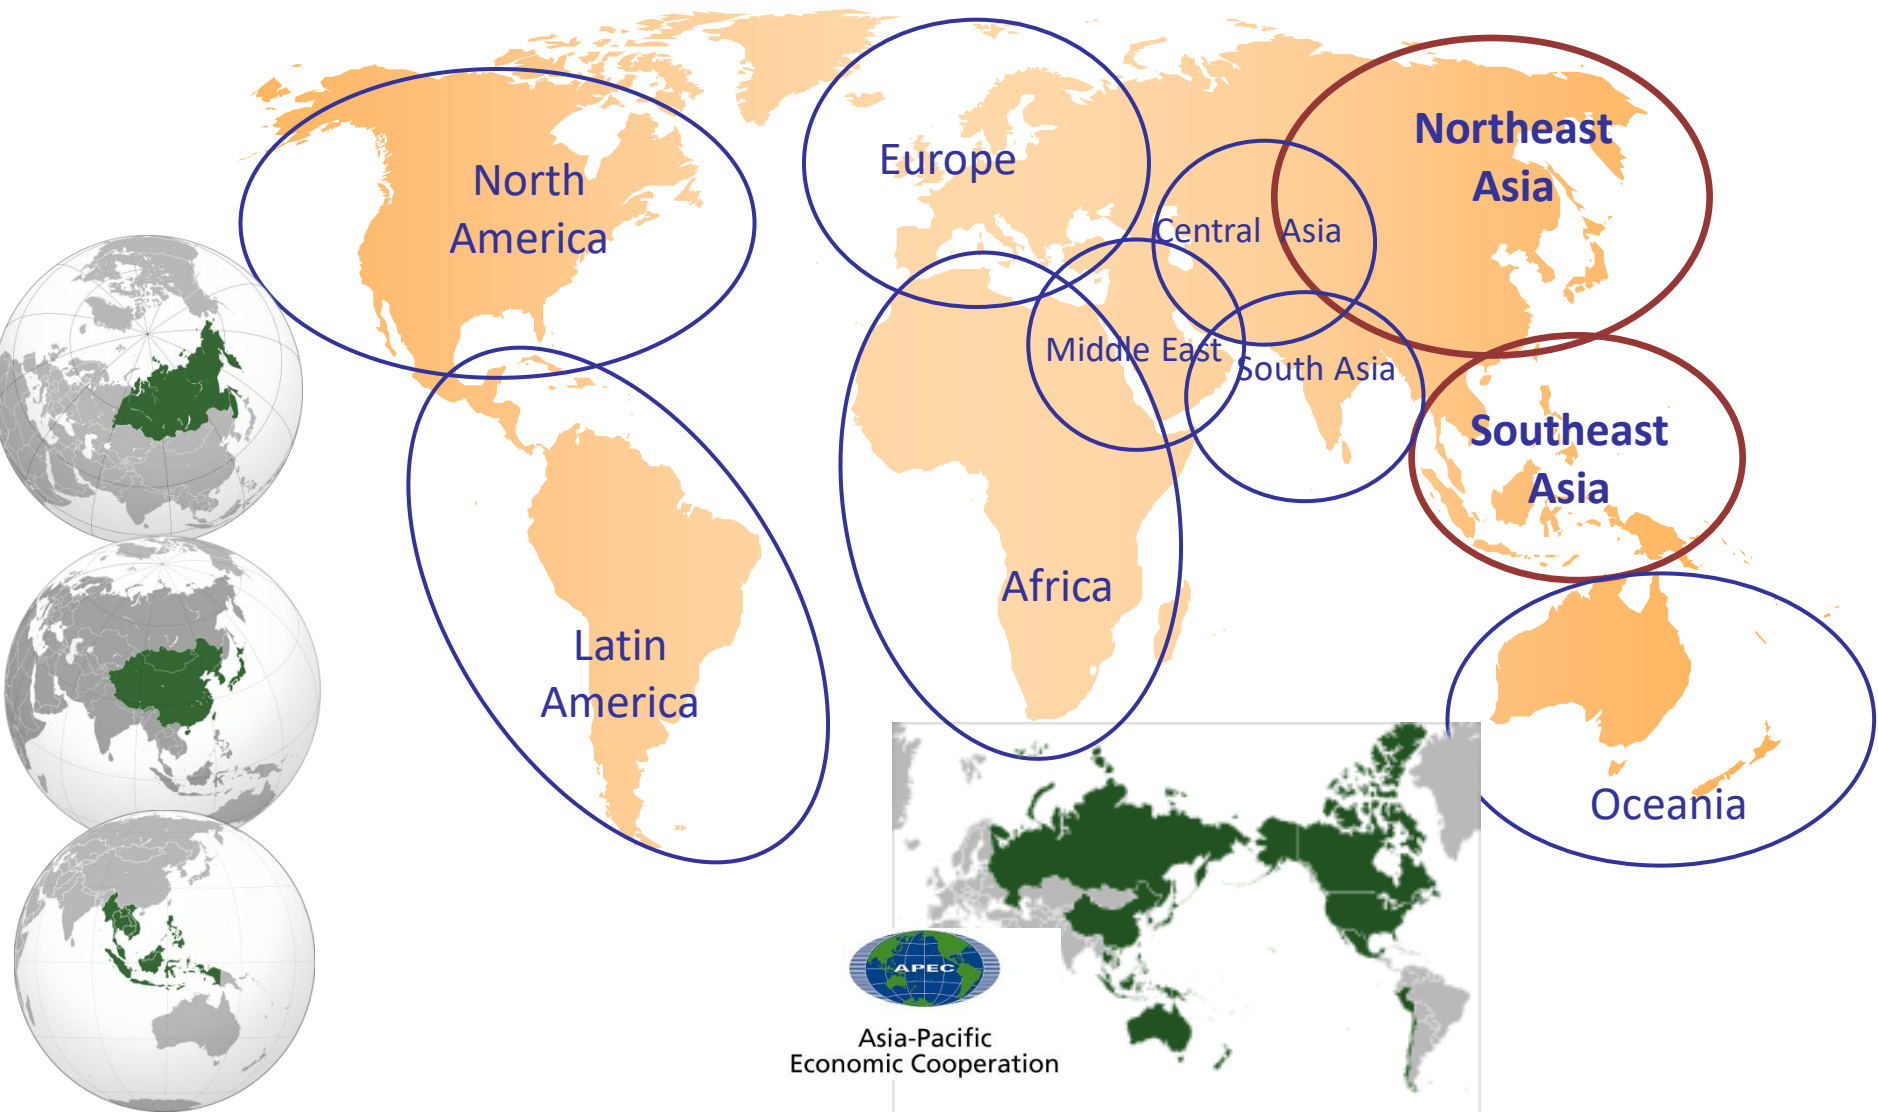 North
America
Europe
Northeast
Asia
Central Asia
Middle East
South Asia
Southeast
Asia
Africa
Latin
America
Oceania
APEC
Asia-Pacific
Economic Cooperation